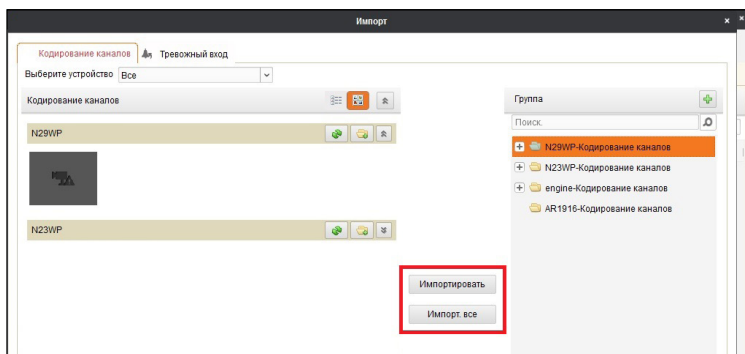 Импорт
Кодирование каналов
Тревожный вход
Выберите устройство
Все
Кодирование каналов
N29WP
N23WP
Импортировать
Импорт. все
Группа
Поиск.
N29WP-Кодирование каналов
N23WP-Кодирование каналов
engine-Кодирование каналов
AR1916-Кодирование каналов